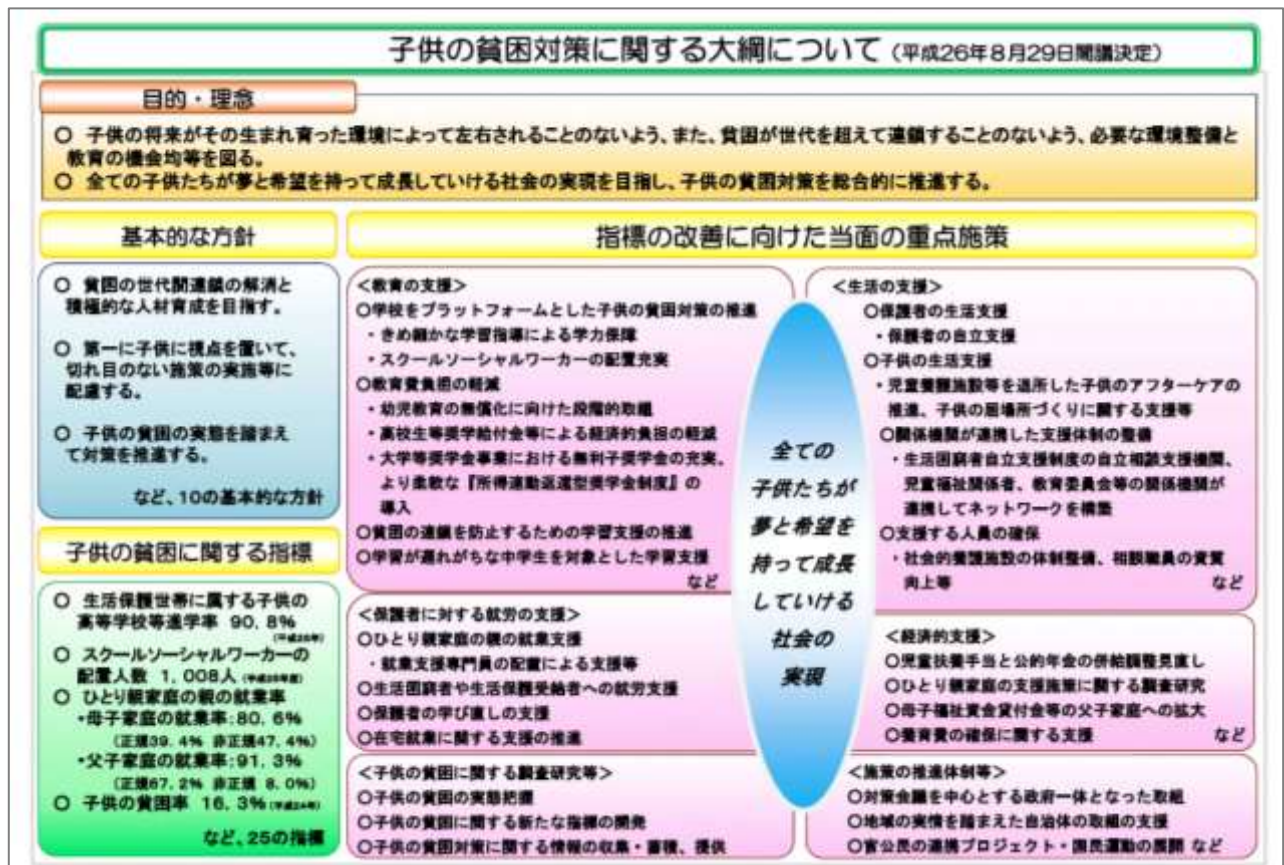 子供の貧困対策に関する大綱について(平成26年8月29日閣議決定)
目的・理念
〇 子供の将来がその生まれ育った環境によって左右されることのないよう、また、貧困が世代を超えて連鎖することのないよう、必要な環境整備と
教育の機会均等を図る。
〇 全ての子供たちが夢と希望を持って成長していける社会の実現を目指し、子供の貧困対策を総合的に推進する。
基本的な方針
〇 貧困の世代間連鎖の解消と
積極的な人材育成を目指す。
〇 第一に子供に視点を置いて、
切れ目のない施策の実施等に
配慮する。
〇 子供の貧困の実態を踏まえ
て対策を推進する。
など、10の基本的な方針
子供の貧困に関する指標
〇 生活保護世帯に属する子供の
高等学校等進学率 90.8%
(平成25年)
〇 スクールソーシャルワーカーの
配置人数 1,008人(平成25年度)
〇 ひとり親家庭の親の就業率
・母子家庭の就業率:80.6%
(正規39.4% 非正規47.4%)
・父子家庭の就業率:91.3%
(正規67.2% 非正規 8.0%)
〇 子供の貧困率 16.3%(平成24年)
など、25の指標
指標の改善に向けた当面の重点施策
<教育の支援>
〇学校をプラットフォームとした子供の貧困対策の推進
・きめ細かな学習指導による学力保障
・スクールソーシャルワーカーの配置充実
〇教育費負担の軽減
・幼児教育の無償化に向けた段階的取組
・高校生等奨学給付金等による経済的負担の軽減
・大学等奨学金事業における無利子奨学金の充実、
より柔軟な『所得連動返還型奨学金制度』の
導入
〇貧困の連鎖を防止するための学習支援の推進
〇学習が遅れがちな中学生を対象とした学習支援
など
<保護者に対する就労の支援>
〇ひとり親家庭の親の就業支援
・就業支援専門員の配置による支援等
〇生活困窮者や生活保護受給者への就労支援
〇保護者の学び直しの支援
〇在宅就業に関する支援の推進
<子供の貧困に関する調査研究等>
〇子供の貧困の実態把握
〇子供の貧困に関する新たな指標の開発
〇子供の貧困対策に関する情報の収集・蓄積、提供
全ての
子供たちが
夢と希望を
持って成長
していける
社会の
実現
<生活の支援>
〇保護者の生活支援
・保護者の自立支援
〇子供の生活支援
・児童養護施設等を退所した子供のアフターケアの
推進、子供の居場所づくりに関する支援等
〇関係機関が連携した支援体制の整備
・生活困窮者自立支援制度の自立相談支援機関、
児童福祉関係者、教育委員会等の関係機関が
連携してネットワークを構築
〇支援する人員の確保
・社会的養護施設の体制整備、相談職員の資質
向上等 など
<経済的支援>
〇児童扶養手当と公的年金の併給調整見直し
〇ひとり親家庭の支援施策に関する調査研究
〇母子福祉資金貸付金等の父子家庭への拡大
〇養育費の確保に関する支援 など
<施策の推進体制等>
〇対策会議を中心とする政府一体となった取組
〇地域の実情を踏まえた自治体の取組の支援
〇官公民の連携プロジェクト・国民運動の展開 など